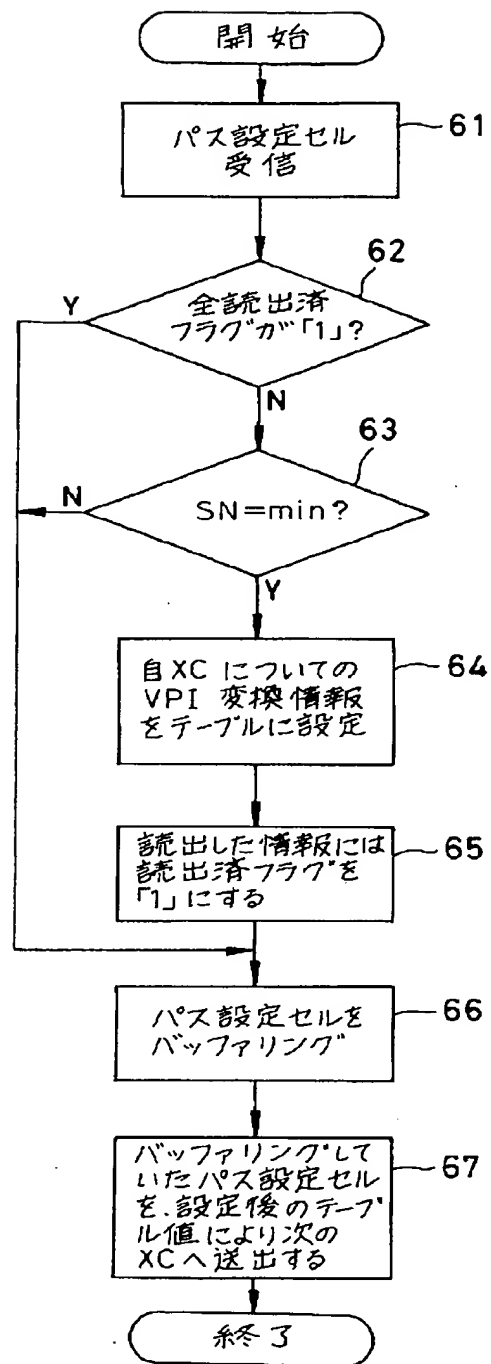 開始
パス設定セル
受信
61
62
全読出済
フラグが「1」?
Y
N
63
SN=min?
N
Y
自XCについての
VPI変換情報
をテーブルに設定
64
読出した情報には
読出済フラグを
「1」にする
65
パス設定セルを
バッファリング
66
バッファリングして
いたパス設定セル
を、設定後のテーブ
ル値により次の
XCへ送出する
67
終了